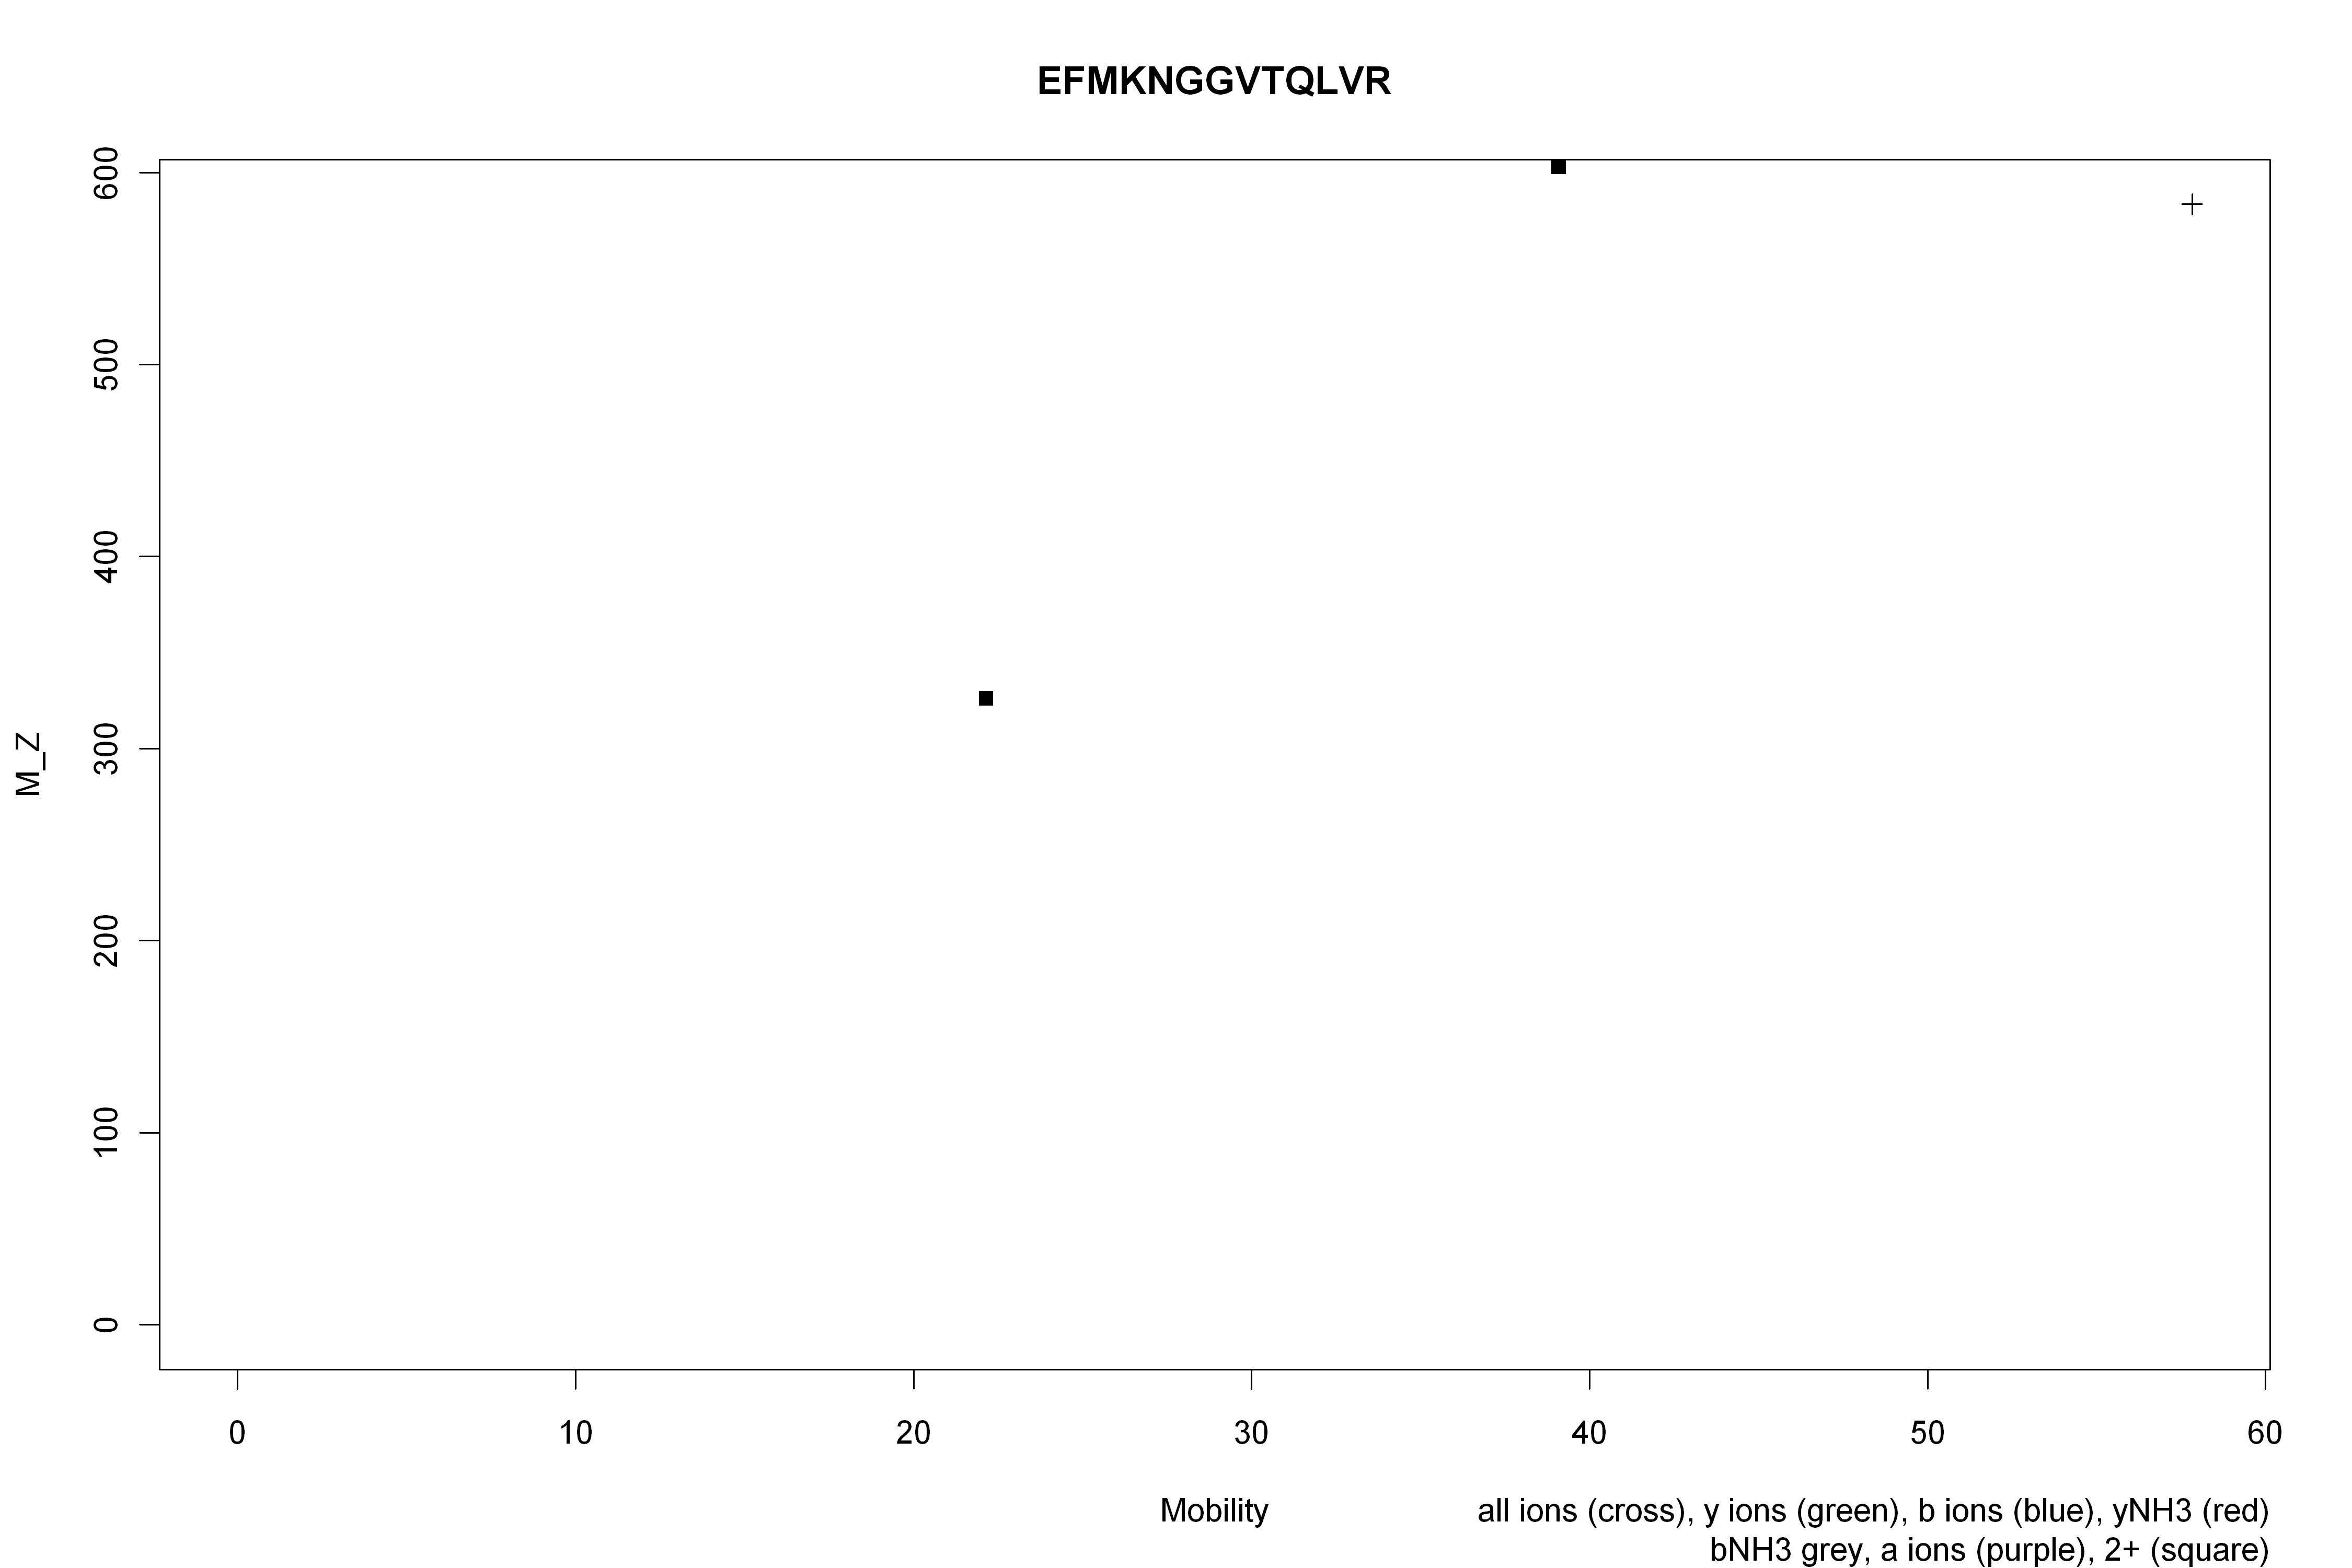 EFMKNGGVTQLVR
600
500
400
300
200
100
0
M_Z
0 10 20 30 40 50 60
Mobility
all ions (cross), y ions (green), b ions (blue), yNH3 (red)
bNH3 grey, a ions (purple), 2+ (square)